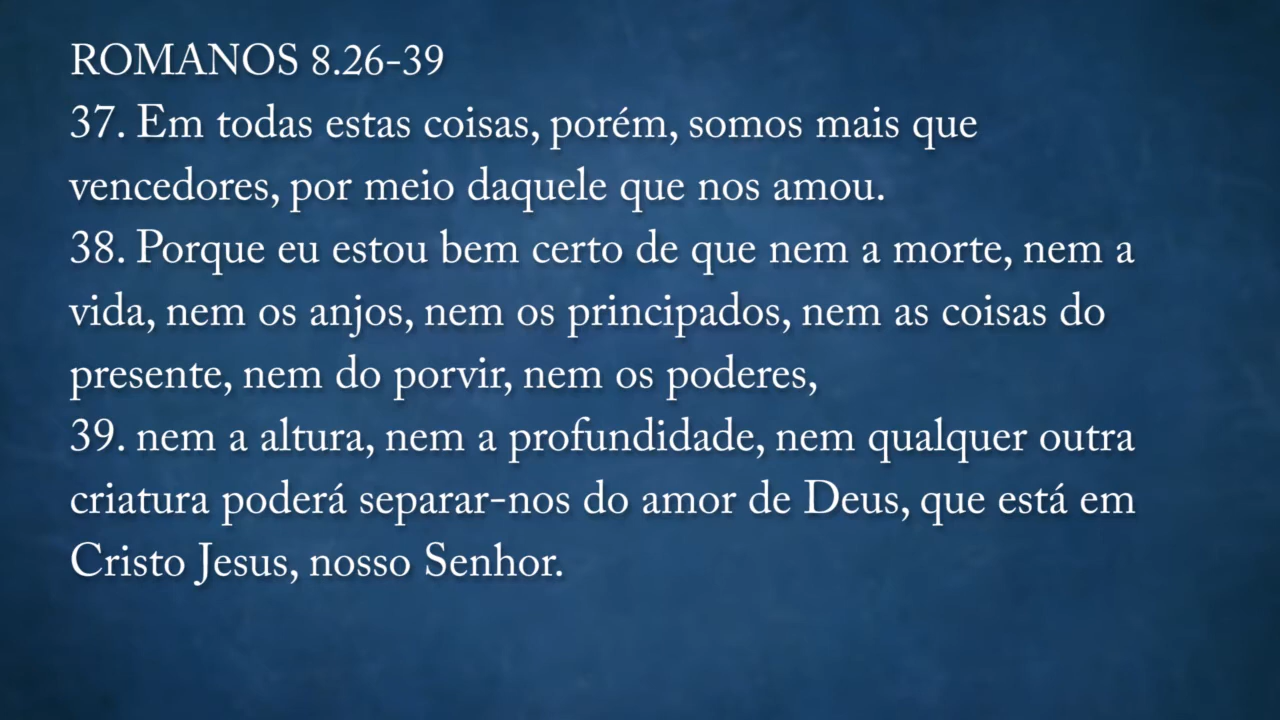 ROMANOS 8.26-39
37. Em todas estas coisas, porém, somos mais que
vencedores, por meio daquele que nos amou.
38. Porque eu estou bem certo de que nem a morte, nem a
vida, nem os anjos, nem os principados, nem as coisas do
presente, nem do porvir, nem os poderes,
39. nem a altura, nem a profundidade, nem qualquer outra
criatura poderá separar-nos do amor de Deus, que está em
Cristo Jesus, nosso Senhor.